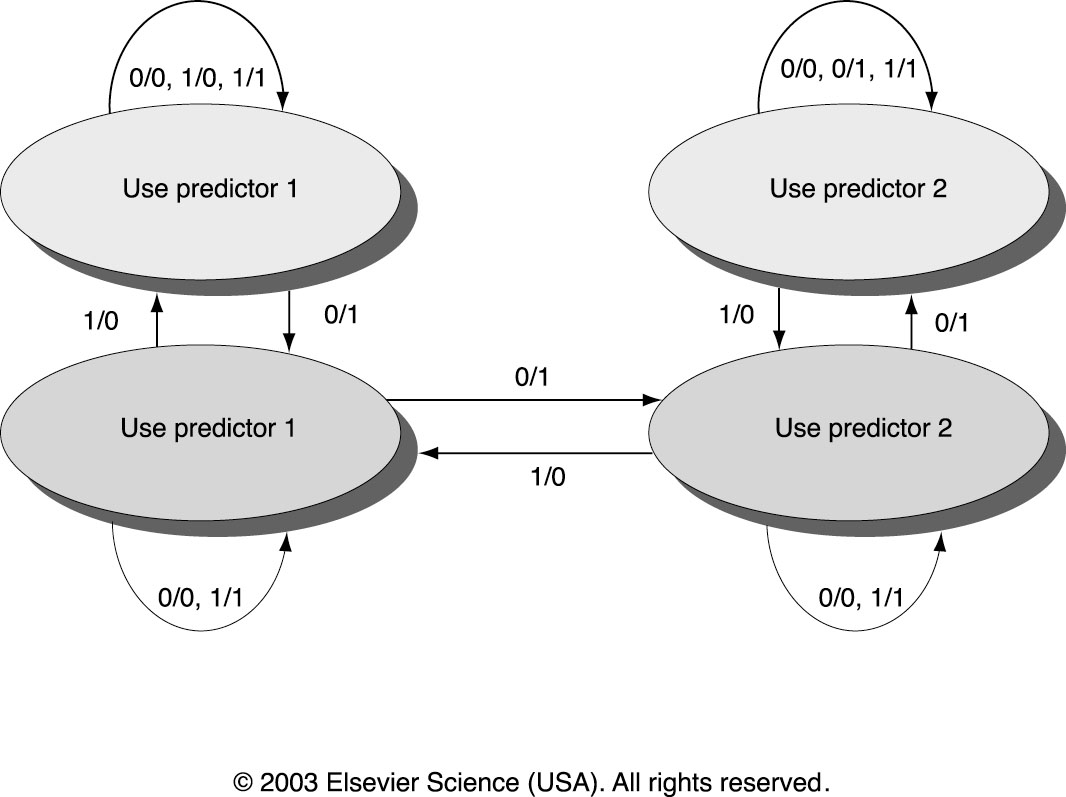 0/0, 1/0, 1/1
0/0, 0/1, 1/1
Use predictor 1
Use predictor 2
1/0
0/1
1/0
0/1
0/1
Use predictor 1
Use predictor 2
1/0
0/0, 1/1
0/0, 1/1
© 2003 Elsevier Science (USA). All rights reserved.